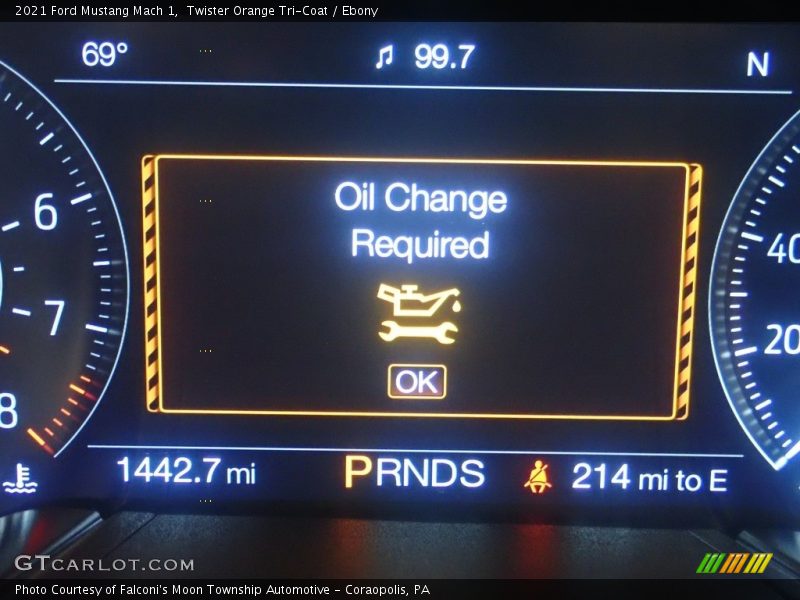 2021 Ford Mustang Mach 1,  Twister Orange Tri-Coat / Ebony
69°
99.7
N
Oil Change
Required
OK
6
7
8
40
20
1442.7 mi
PRNDS
214 mi to E
GTCARLOT.COM
Photo Courtesy of Falconi's Moon Township Automotive - Coraopolis, PA